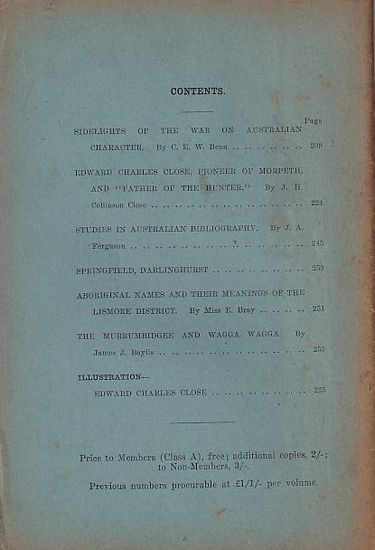 CONTENTS.
Page
SIDELIGHTS OF THE WAR ON AUSTRALIAN
CHARACTER. By C. E. W. Bean .. .. .. .. .. .. 209
EDWARD CHARLES CLOSE, PIONEER OF MORPETH,
AND "FATHER OF THE HUNTER." By J. H.
Collinson Close .. .. .. .. .. .. .. .. .. .. .. 224
STUDIES IN AUSTRALIAN BIBLIOGRAPHY. By J. A.
Ferguson .. .. .. .. .. .. .. .. .. .. .. .. .. 245
SPRINGFIELD, DARLINGHURST .. .. .. .. .. .. .. 250
ABORIGINAL NAMES AND THEIR MEANINGS OF THE
LISMORE DISTRICT. By Miss E. Bray .. .. .. .. 251
THE MURRUMBIDGEE AND WAGGA WAGGA. By
James J. Baylis .. .. .. .. .. .. .. .. .. .. ..
ILLUSTRATION—
EDWARD CHARLES CLOSE .. .. .. .. .. .. .. 225
Price to Members (Class A), free; additional copies, 2/-;
to Non-Members, 3/-.
Previous numbers procurable at £1/1/- per volume.